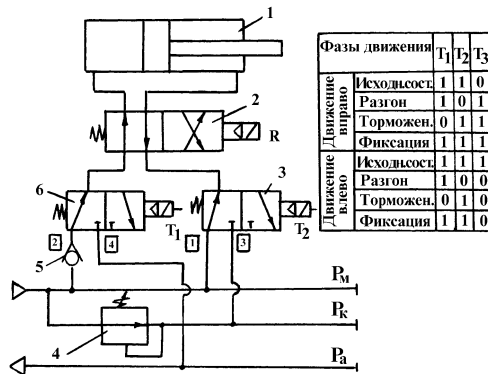 1
2
R
3
6
T₁
T₂
2
4
1
3
5
Pм
Pк
4
Pа
Фазы движения T₁ T₂ T₃
Движение вправо
Исходн.сост. 1 1 0
Разгон 1 0 1
Торможен. 0 1 1
Фиксация 1 1 1
Движение влево
Исходн.сост. 1 1 1
Разгон 1 0 0
Торможен. 0 1 0
Фиксация 1 1 0